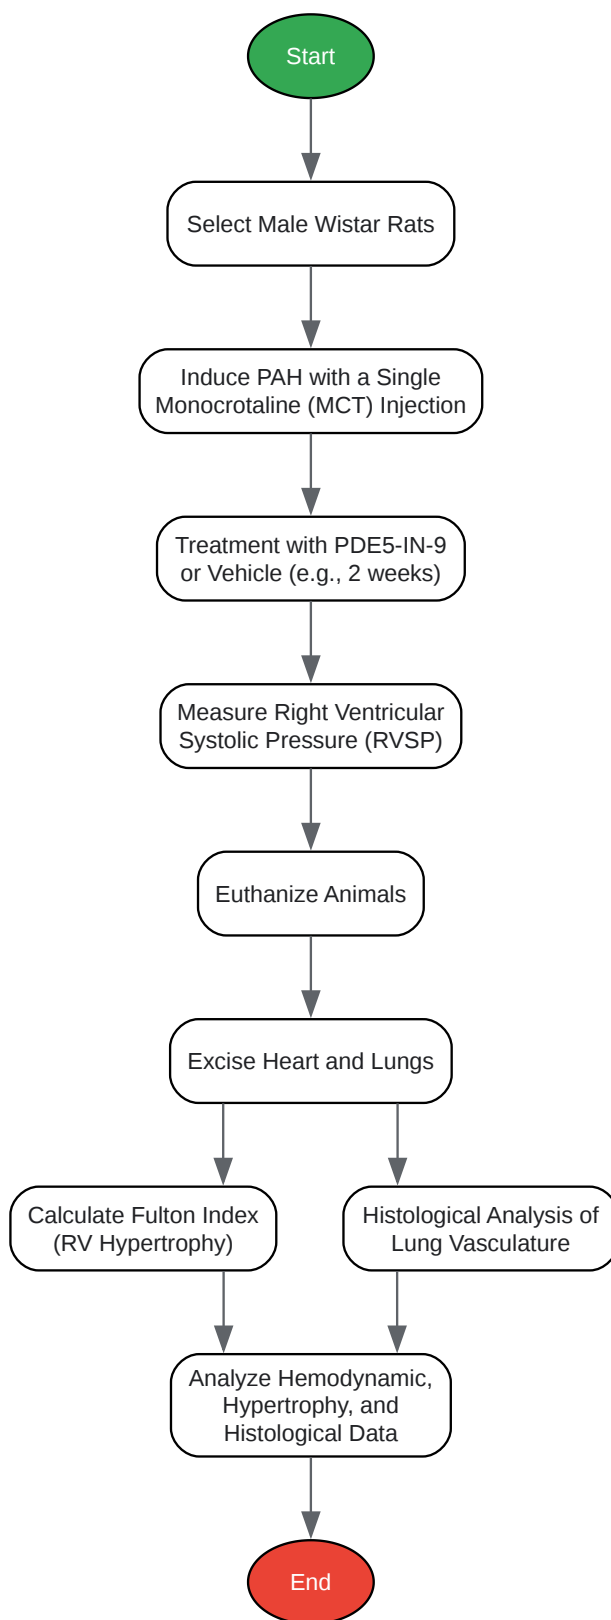 Start
Select Male Wistar Rats
Induce PAH with a Single
Monocrotaline (MCT) Injection
Treatment with PDE5-IN-9
or Vehicle (e.g., 2 weeks)
Measure Right Ventricular
Systolic Pressure (RVSP)
Euthanize Animals
Excise Heart and Lungs
Calculate Fulton Index
(RV Hypertrophy)
Histological Analysis of
Lung Vasculature
Analyze Hemodynamic,
Hypertrophy, and
Histological Data
End